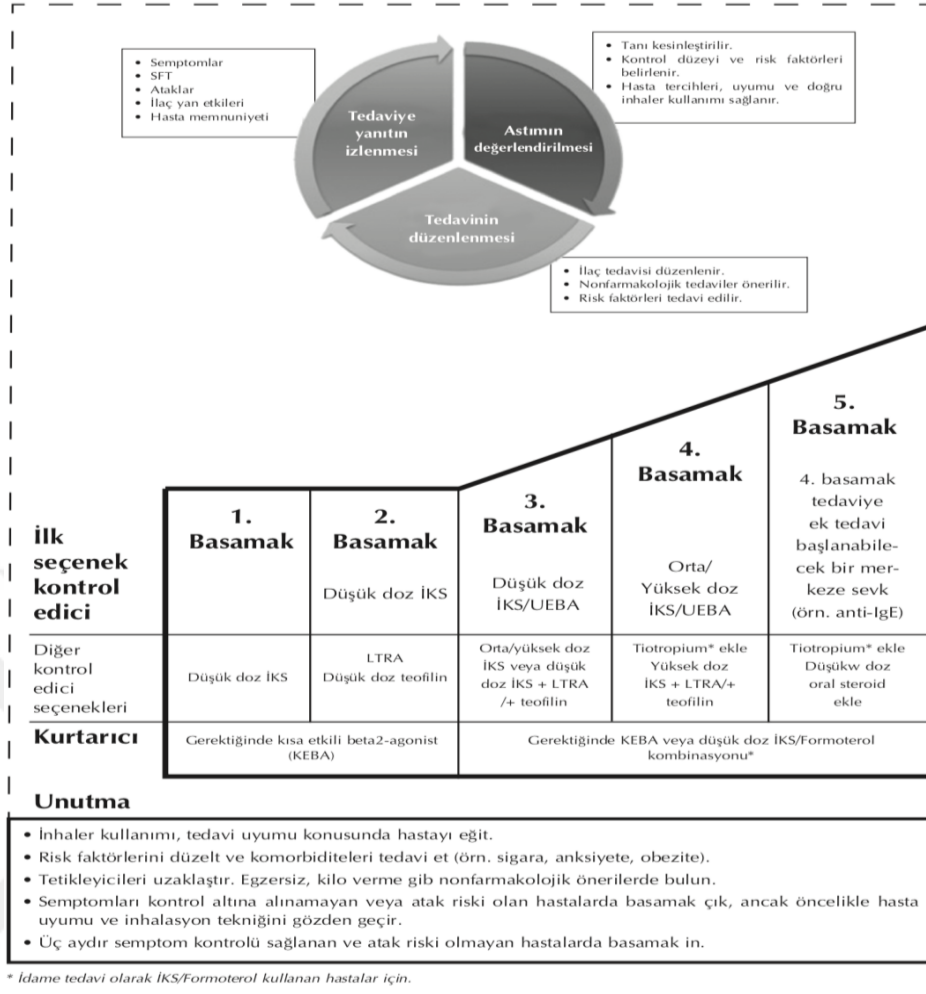 • Semptomlar
• SFT
• Ataklar
• İlaç yan etkileri
• Hasta memnuniyeti
• Tanı kesinleştirilir.
• Kontrol düzeyi ve risk faktörleri
belirlenir.
• Hasta tercihleri, uyumu ve doğru
inhaler kullanımı sağlanır.
Tedaviye
yanıtın
izlenmesi
Astımın
değerlendirilmesi
Tedavinin
düzenlenmesi
• İlaç tedavisi düzenlenir.
• Nonfarmakolojik tedaviler önerilir.
• Risk faktörleri tedavi edilir.
İlk
seçenek
kontrol
edici
1.
Basamak
2.
Basamak
Düşük doz İKS
3.
Basamak
Düşük doz
İKS/UEBA
4.
Basamak
Orta/
Yüksek doz
İKS/UEBA
5.
Basamak
4. basamak
tedaviye
ek tedavi
başlanabile-
cek bir mer-
keze sevk
(örn. anti-IgE)
Diğer
kontrol
edici
seçenekleri
Düşük doz İKS
LTRA
Düşük doz teofilin
Orta/yüksek doz
İKS veya düşük
doz İKS + LTRA
/+ teofilin
Tiotropium* ekle
Yüksek doz
İKS + LTRA/+
teofilin
Tiotropium* ekle
Düşükw doz
oral steroid
ekle
Kurtarıcı
Gerektiğinde kısa etkili beta2-agonist
(KEBA)
Gerektiğinde KEBA veya düşük doz İKS/Formoterol
kombinasyonu*
Unutma
• İnhaler kullanımı, tedavi uyumu konusunda hastayı eğit.
• Risk faktörlerini düzelt ve komorbiditeleri tedavi et (örn. sigara, anksiyete, obezite).
• Tetikleyicileri uzaklaştır. Egzersiz, kilo verme gib nonfarmakolojik önerilerde bulun.
• Semptomları kontrol altına alınamayan veya atak riski olan hastalarda basamak çık, ancak öncelikle hasta
uyumu ve inhalasyon tekniğini gözden geçir.
• Üç aydır semptom kontrolü sağlanan ve atak riski olmayan hastalarda basamak in.
* İdame tedavi olarak İKS/Formoterol kullanan hastalar için.